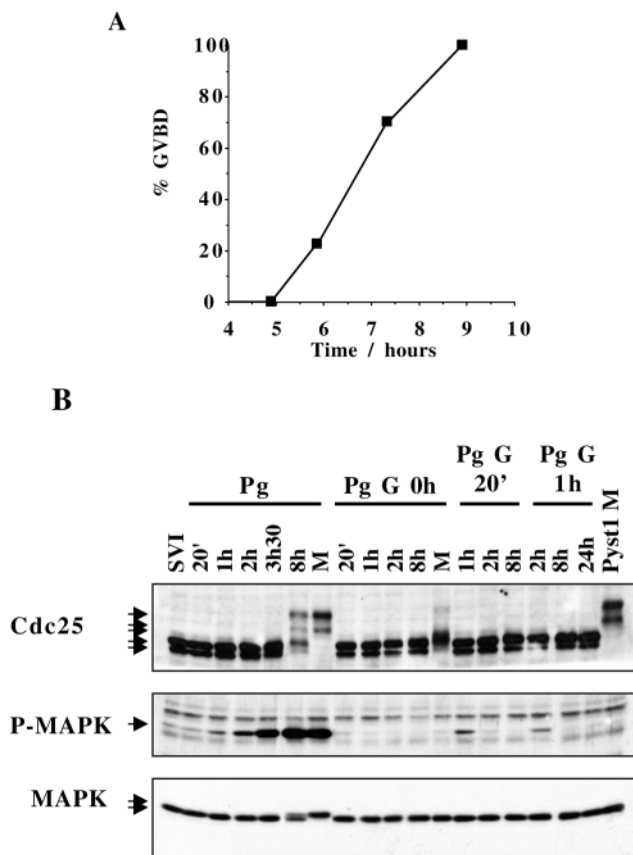 A
100
80
60
40
20
0
% GVBD
4 5 6 7 8 9 10
Time / hours
B
Pg
Pg G 0h
Pg G 20’
Pg G 1h
SVI 20' 1h 2h 3h30 8h M 20' 1h 2h 8h M 1h 2h 8h 2h 8h 24h Pyst1 M
Cdc25
P-MAPK
MAPK